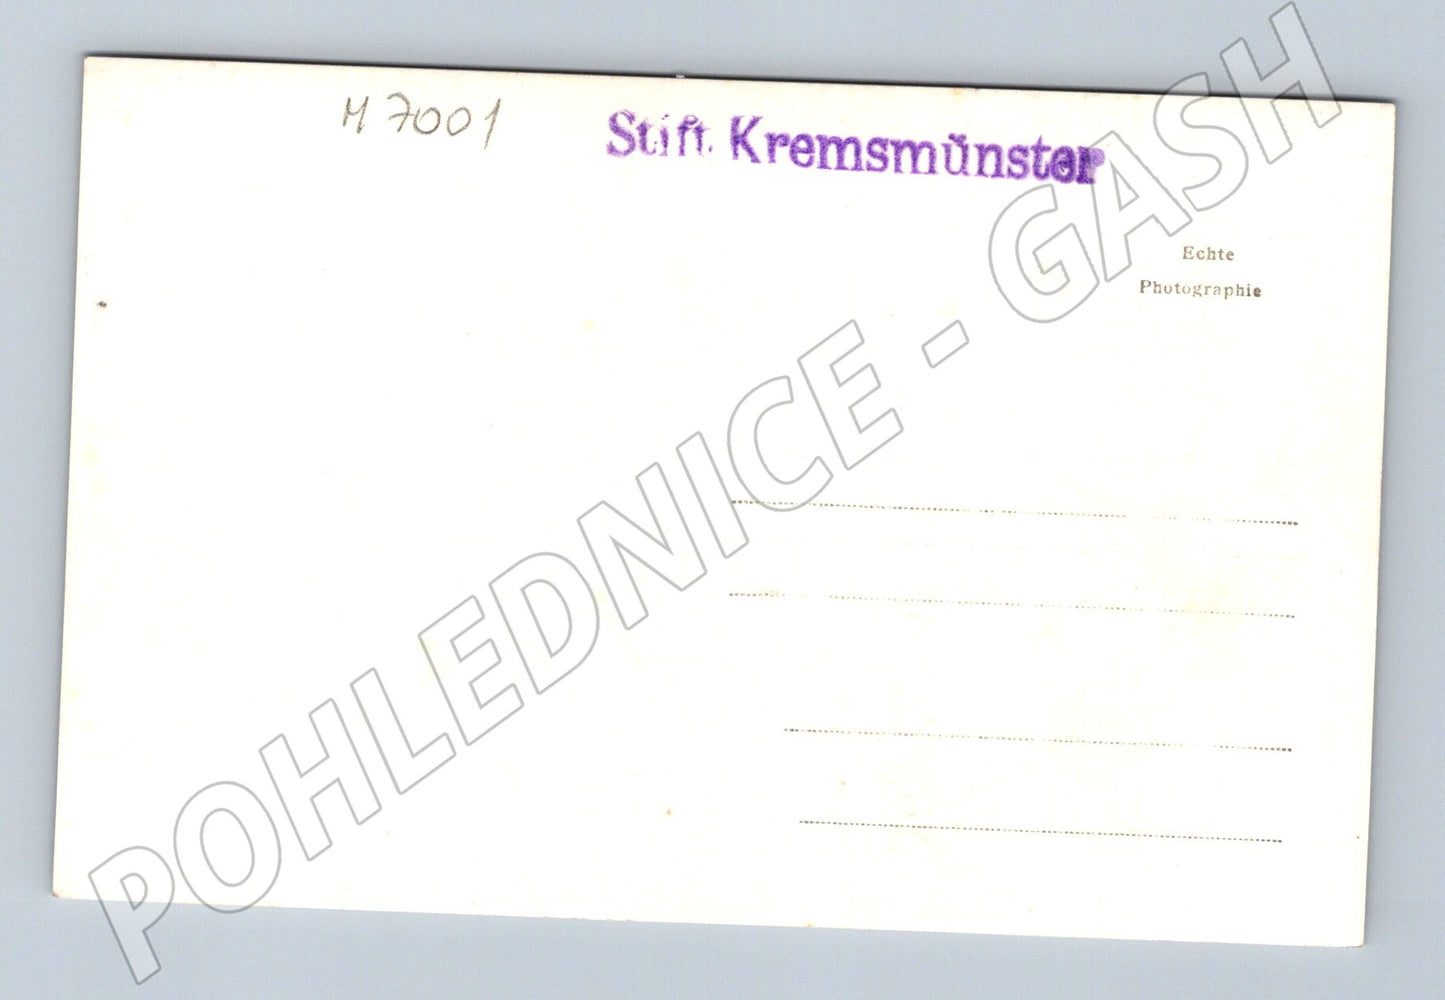 M 7001
Stift Kremsmünster
Echte
Photographie
POHLEDNICE - GASH